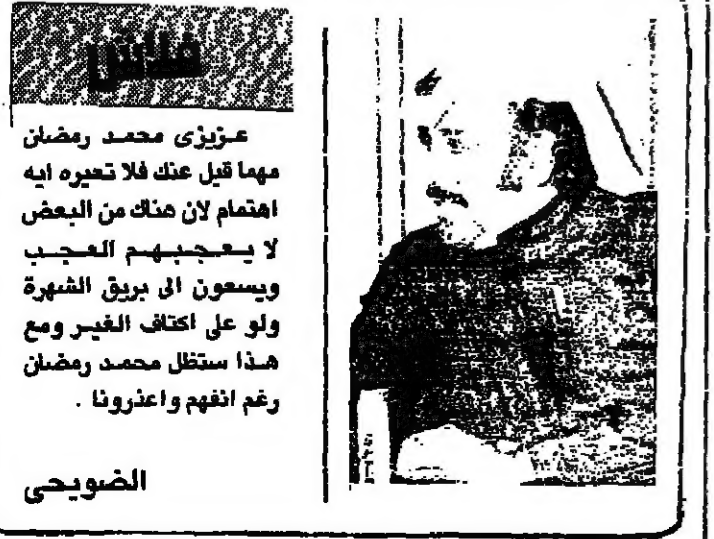 فلاش
عزيزى محمد رمضان
مهما قيل عنك فلا تعيره ايه
اهتمام لان هناك من البعض
لا يعجبهم العجب
ويسعون الى بريق الشهرة
ولو على اكتاف الغير ومع
هذا ستظل محمد رمضان
رغم انفهم واعذرونا .
الضويحى